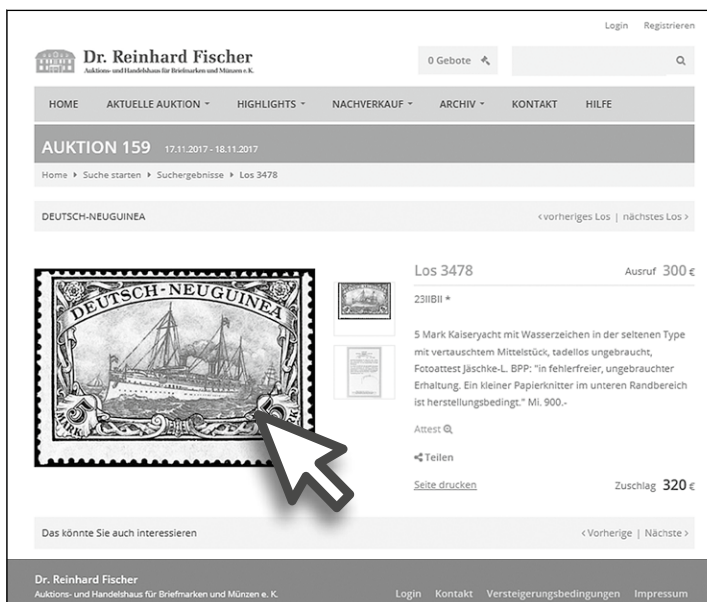 Login Registrieren
Dr. Reinhard Fischer
Auktions- und Handelshaus für Briefmarken und Münzen e. K.
0 Gebote
HOME AKTUELLE AUKTION HIGHLIGHTS NACHVERKAUF ARCHIV KONTAKT HILFE
AUKTION 159 17.11.2017 - 18.11.2017
Home Suche starten Suchergebnisse Los 3478
DEUTSCH-NEUGUINEA
‹ vorheriges Los | nächstes Los ›
DEUTSCH-NEUGUINEA
5 5
MARK
Los 3478 Ausruf 300 €
23IIBII *
5 Mark Kaiseryacht mit Wasserzeichen in der seltenen Type
mit vertauschtem Mittelstück, tadellos ungebraucht,
Fotoattest Jäschke-L. BPP: "in fehlerfreier, ungebrauchter
Erhaltung. Ein kleiner Papierknitter im unteren Randbereich
ist herstellungsbedingt." Mi. 900.-
Attest
Teilen
Seite drucken Zuschlag 320 €
Das könnte Sie auch interessieren ‹ Vorherige | Nächste ›
Dr. Reinhard Fischer
Auktions- und Handelshaus für Briefmarken und Münzen e. K.
Login Kontakt Versteigerungsbedingungen Impressum